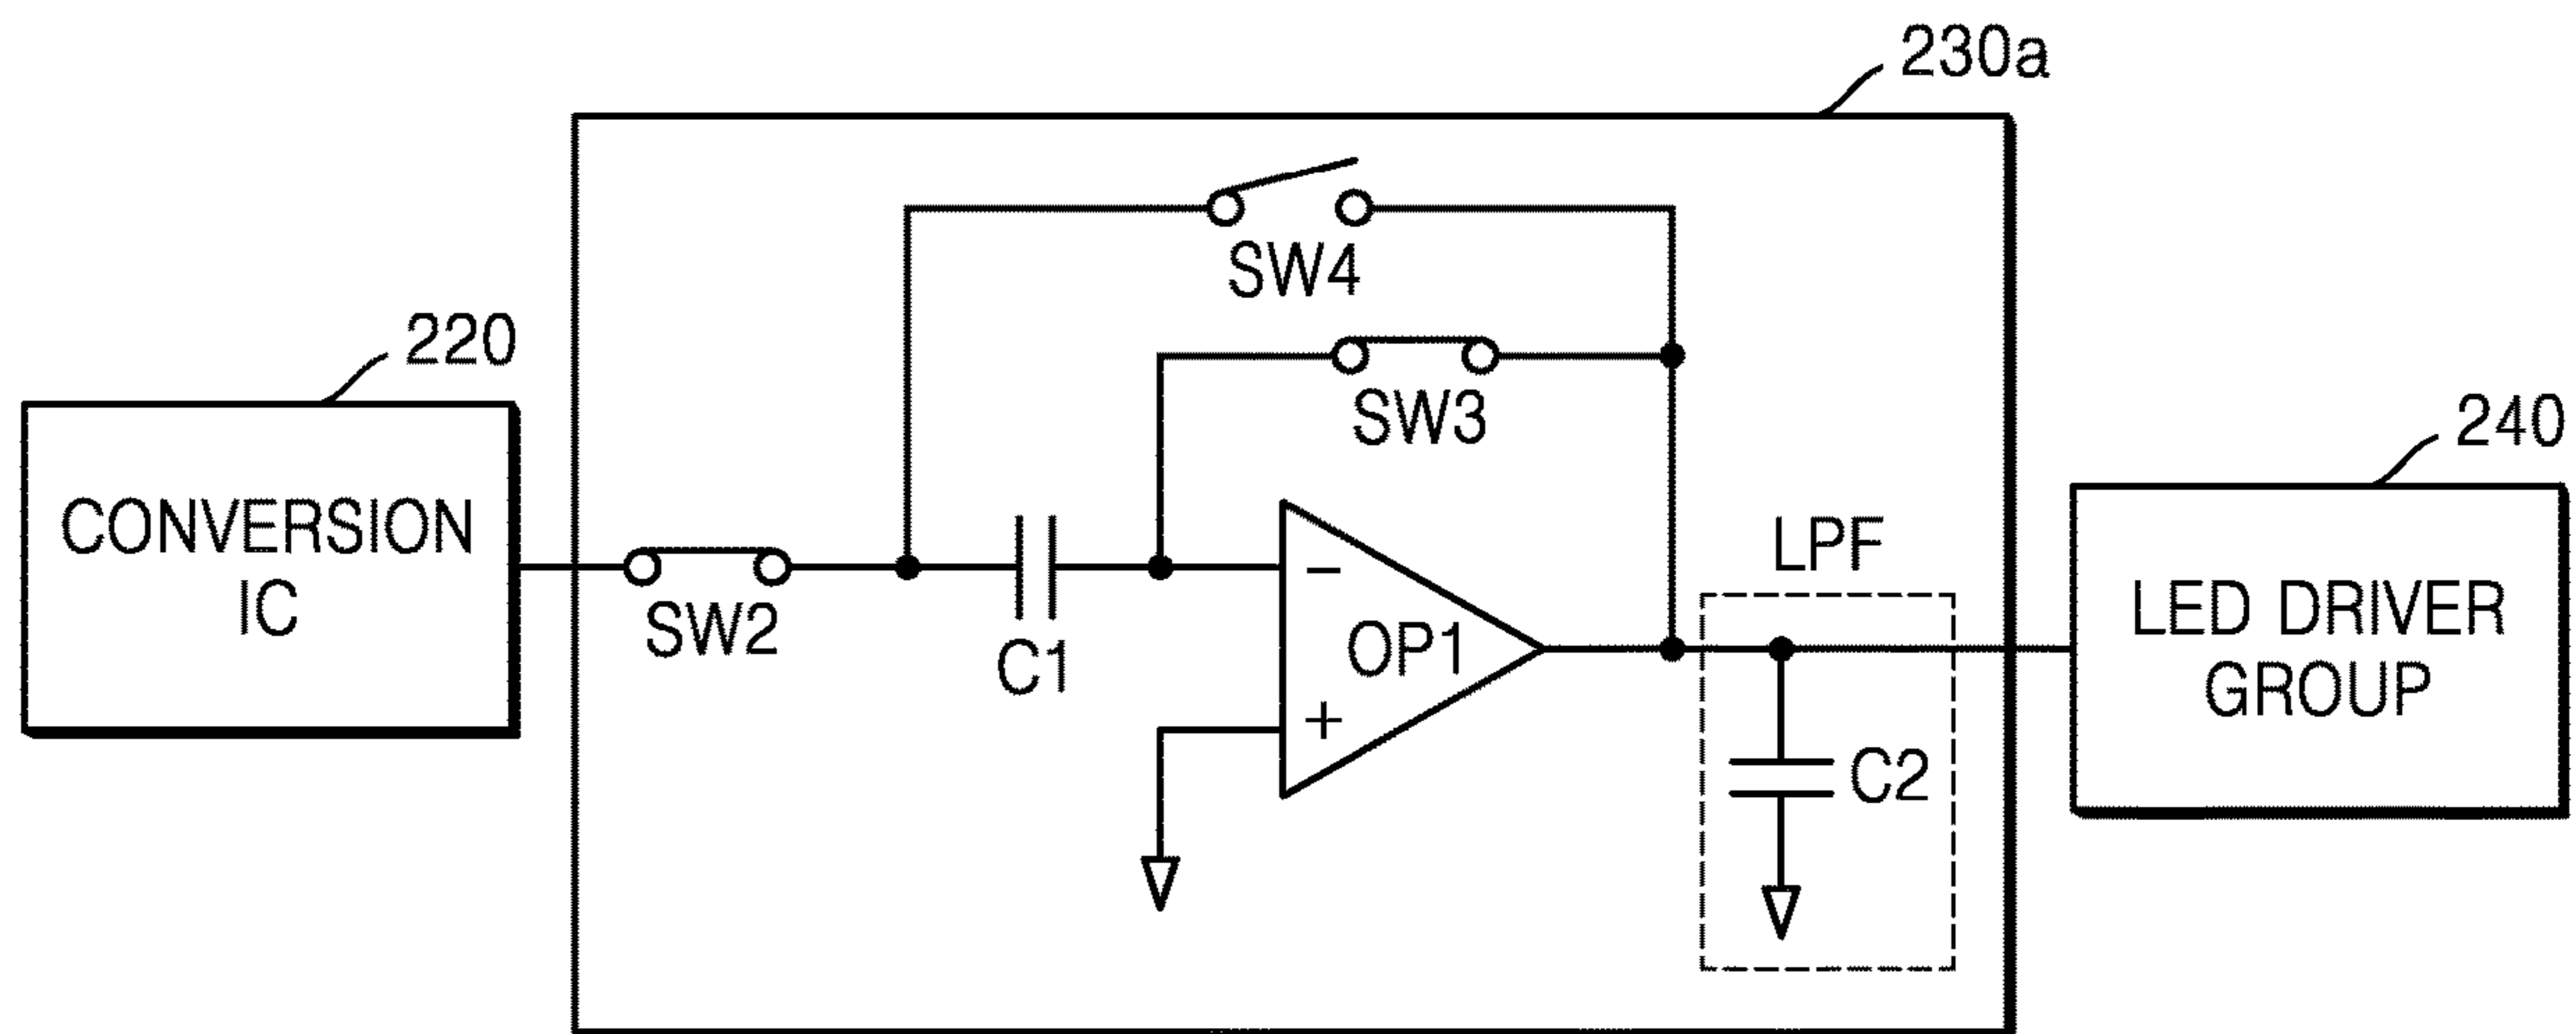 230a
220
240
CONVERSION
IC
SW4
SW3
SW2
C1
−
+
OP1
LPF
C2
LED DRIVER
GROUP